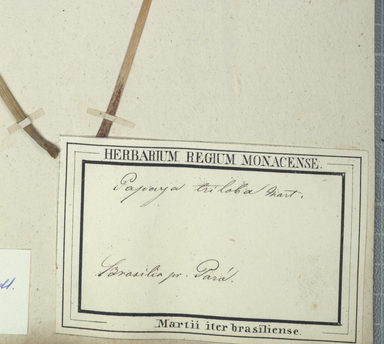 HERBARIUM REGIUM MONACENSE.
Papaya triloba Mart.
Brasilia pr. Pará.
Martii iter brasiliense.